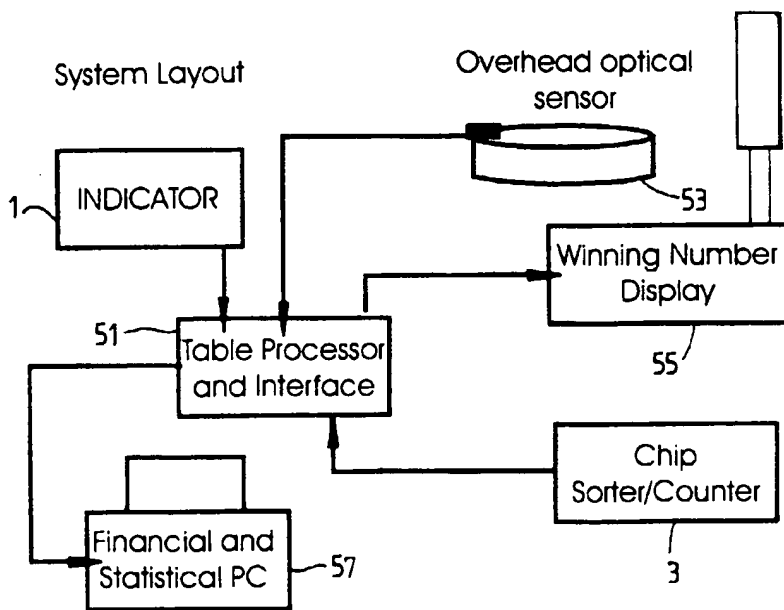 System Layout
Overhead optical
sensor
1
INDICATOR
53
Winning Number
Display
55
51
Table Processor
and Interface
Chip
Sorter/Counter
3
Financial and
Statistical PC
57